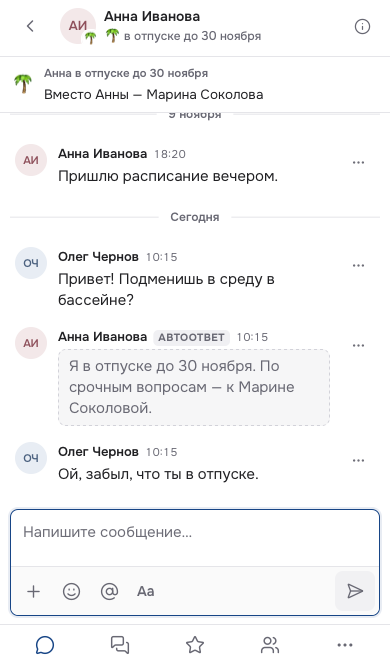 АИ
Анна Иванова
в отпуске до 30 ноября
Анна в отпуске до 30 ноября
Вместо Анны — Марина Соколова
9 ноября
АИ
Анна Иванова 18:20
Пришлю расписание вечером.
Сегодня
ОЧ
Олег Чернов 10:15
Привет! Подменишь в среду в
бассейне?
АИ
Анна Иванова АВТООТВЕТ 10:15
Я в отпуске до 30 ноября. По
срочным вопросам — к Марине
Соколовой.
ОЧ
Олег Чернов 10:15
Ой, забыл, что ты в отпуске.
Напишите сообщение...
Aa